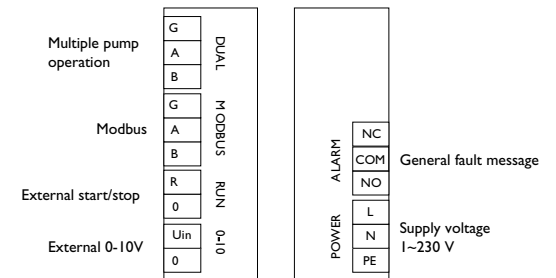 Multiple pump
operation
G
A
B
DUAL
Modbus
G
A
B
MODBUS
External start/stop
R
0
RUN
External 0-10V
Uin
0
0-10
ALARM
NC
COM
NO
General fault message
POWER
L
N
PE
Supply voltage
1~230 V